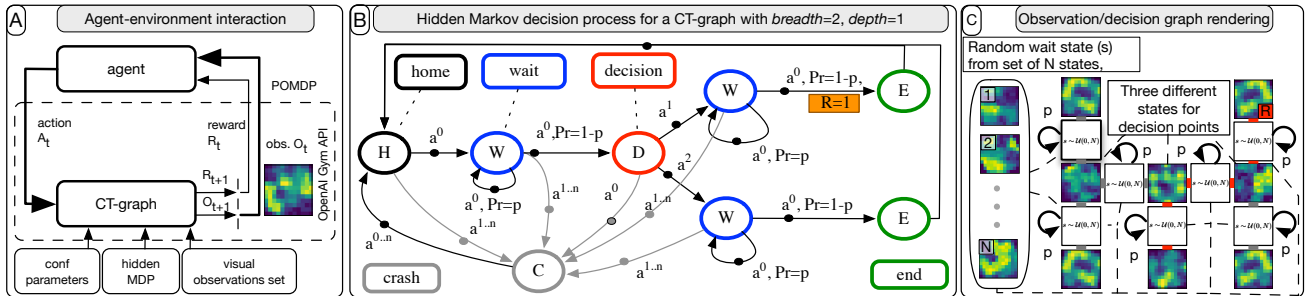 A
Agent-environment interaction
agent
POMDP
action
A_t
reward
R_t
obs. O_t
OpenAI Gym API
R_{t+1}
CT-graph
O_{t+1}
conf
parameters
hidden
MDP
visual
observations set
B
Hidden Markov decision process for a CT-graph with breadth=2, depth=1
home
wait
decision
end
crash
H
a^0
W
a^0,Pr=1-p
D
a^1
W
a^0, Pr=1-p,
R=1
E
a^0, Pr=p
a^2
a^0, Pr=p
a^{1..n}
a^0
a^{1..n}
W
a^0, Pr=1-p
E
a^{1..n}
a^{1..n}
a^0, Pr=p
a^{0..n}
C
C
Observation/decision graph rendering
Random wait state (s)
from set of N states,
1
2
N
Three different
states for
decision points
R
p
s ~ U(0, N)
p
s ~ U(0, N)
p
s ~ U(0, N)
p
s ~ U(0, N)
p
s ~ U(0, N)
p
s ~ U(0, N)
p
s ~ U(0, N)